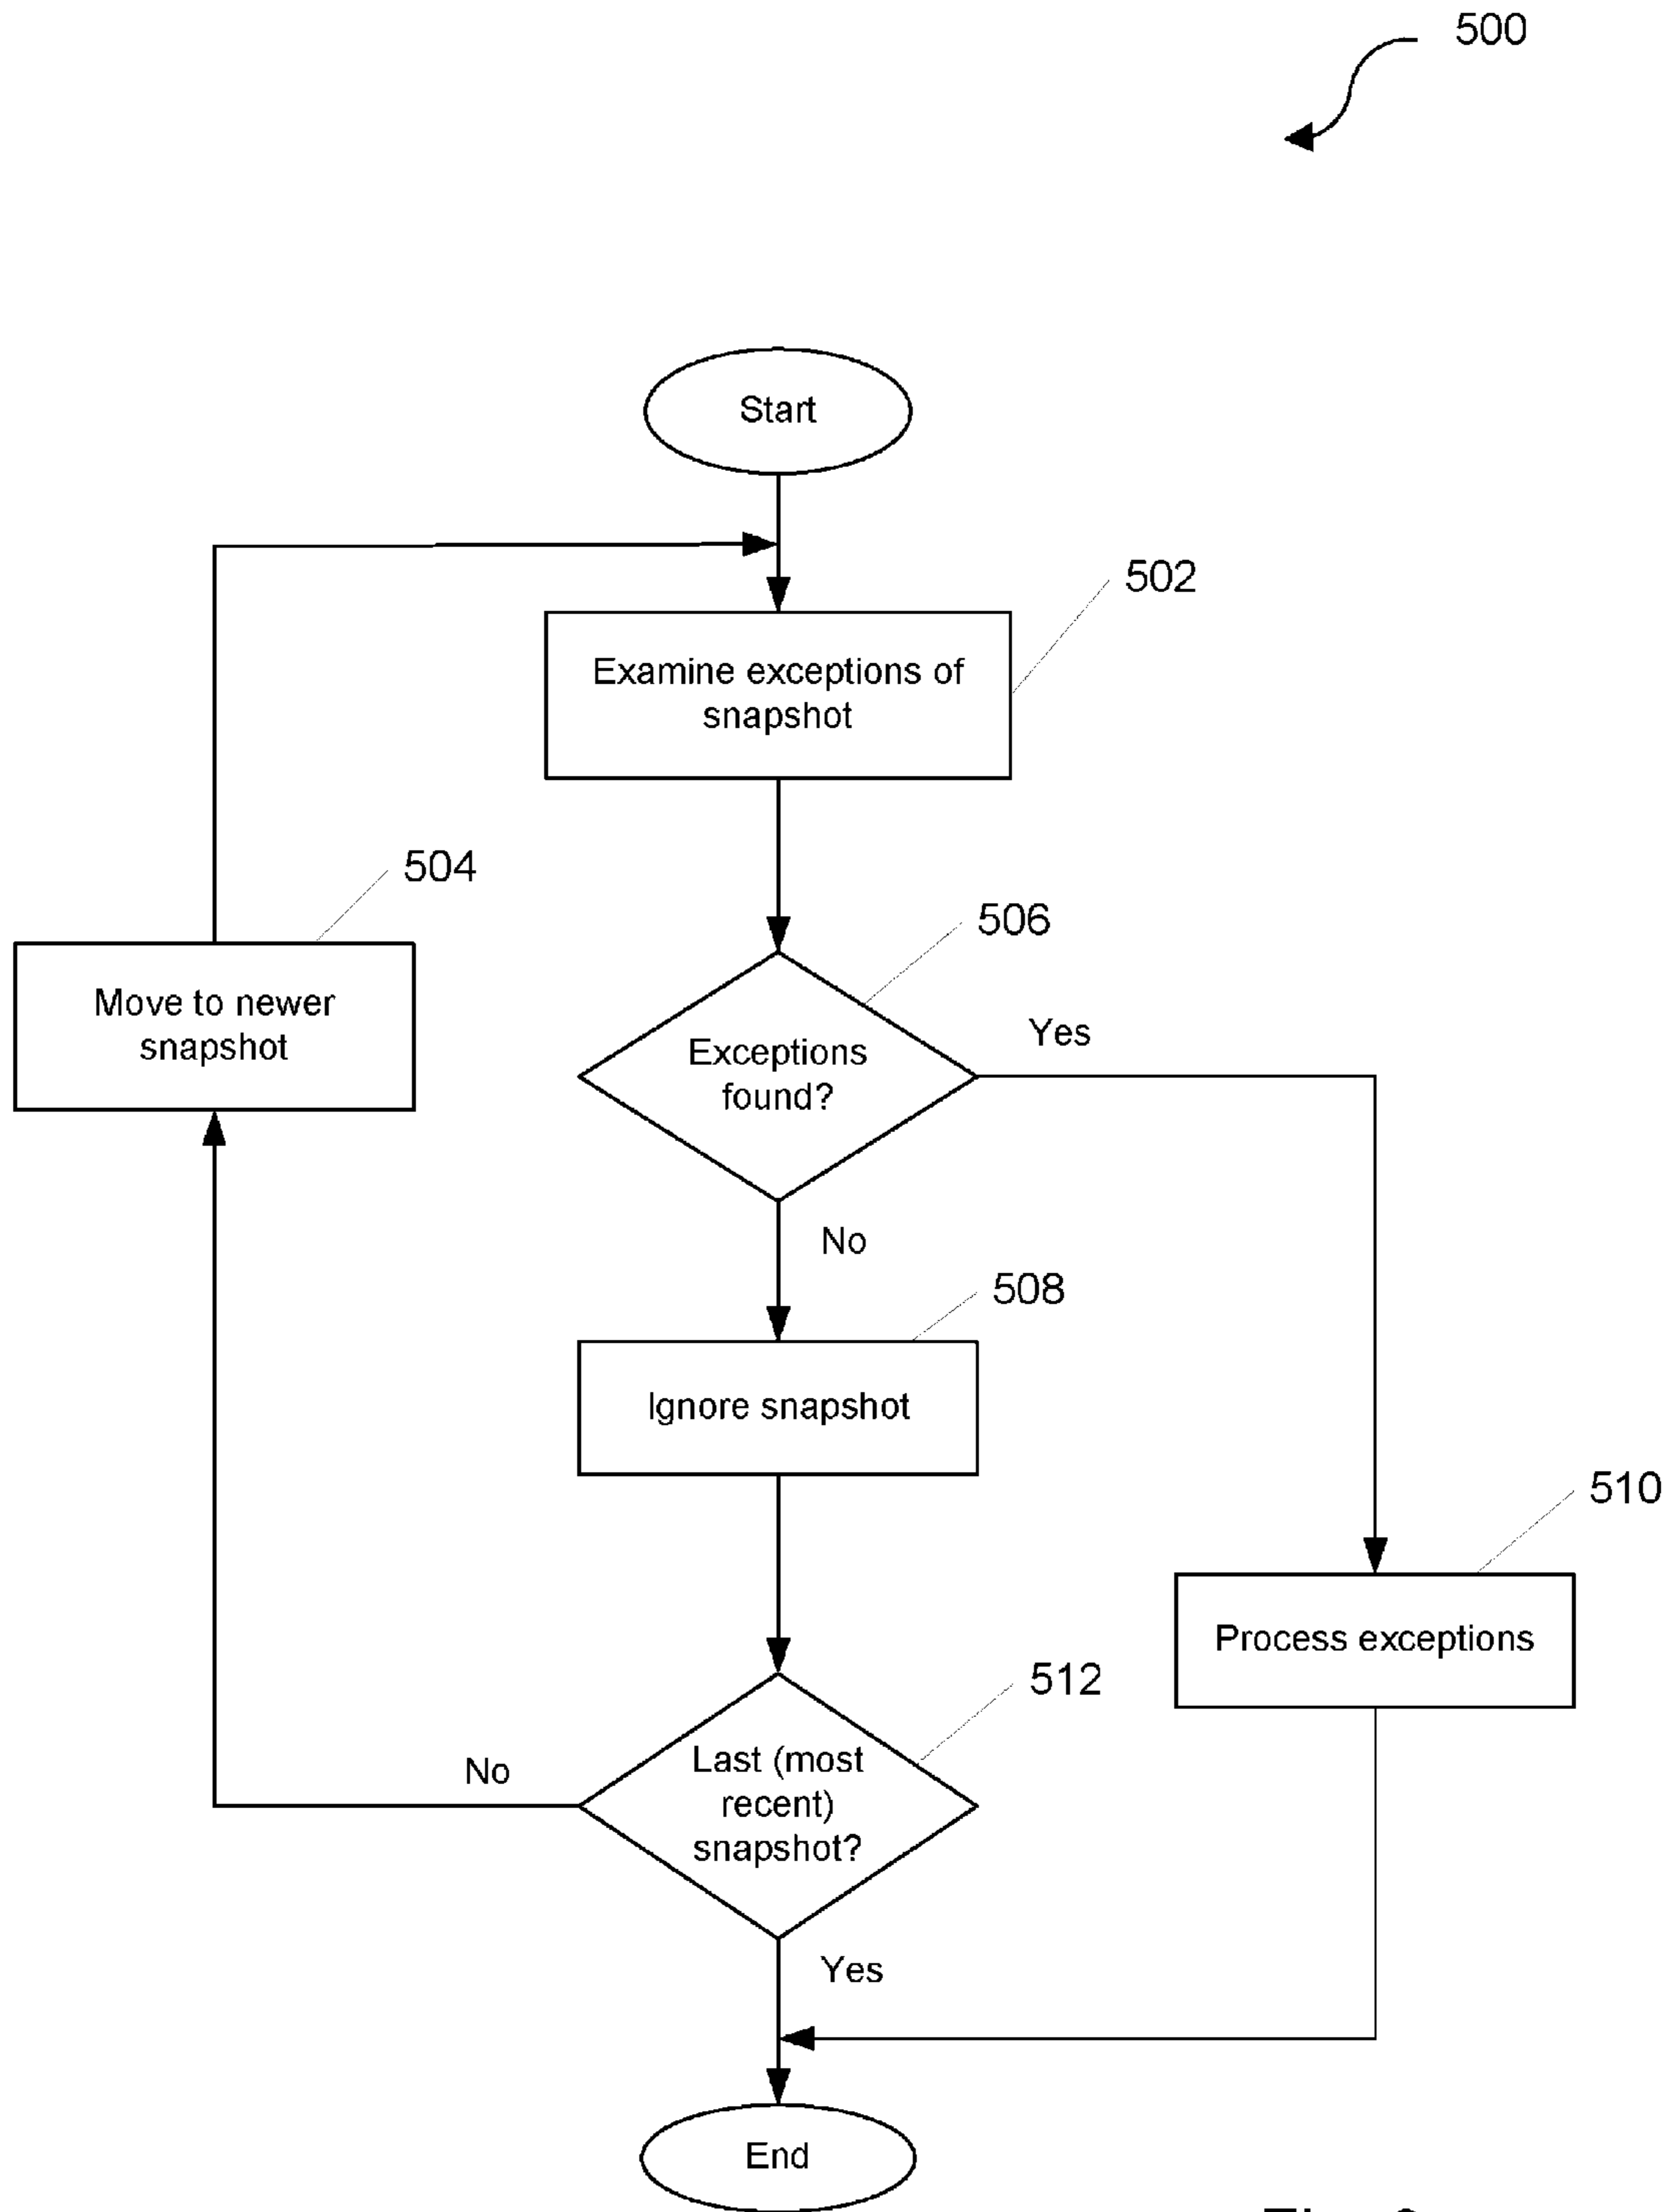 500
Start
502
Examine exceptions of
snapshot
504
Move to newer
snapshot
506
Exceptions
found?
Yes
No
508
Ignore snapshot
510
Process exceptions
512
Last (most
recent)
snapshot?
No
Yes
End